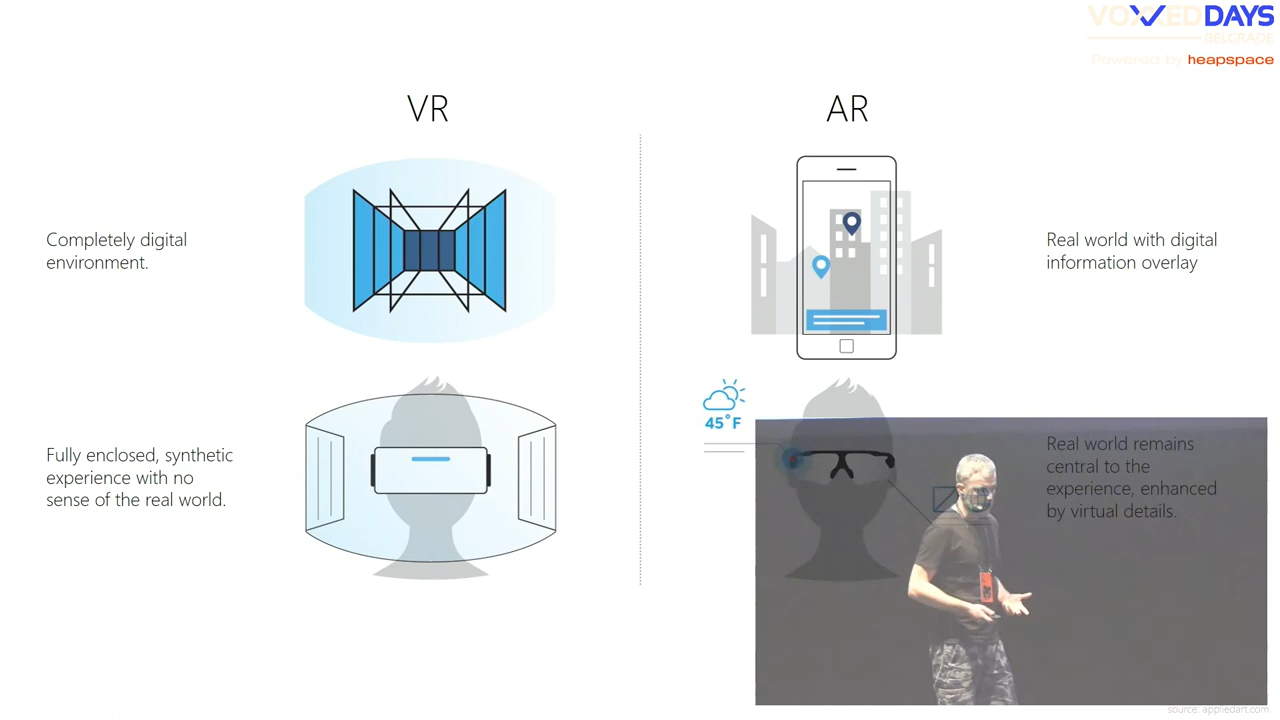 VOXXEDDAYS
BELGRADE
Powered by heapspace
VR
AR
Completely digital
environment.
Real world with digital
information overlay
45°F
Fully enclosed, synthetic
experience with no
sense of the real world.
Real world remains
central to the
experience, enhanced
by virtual details.
source: appliedart.com